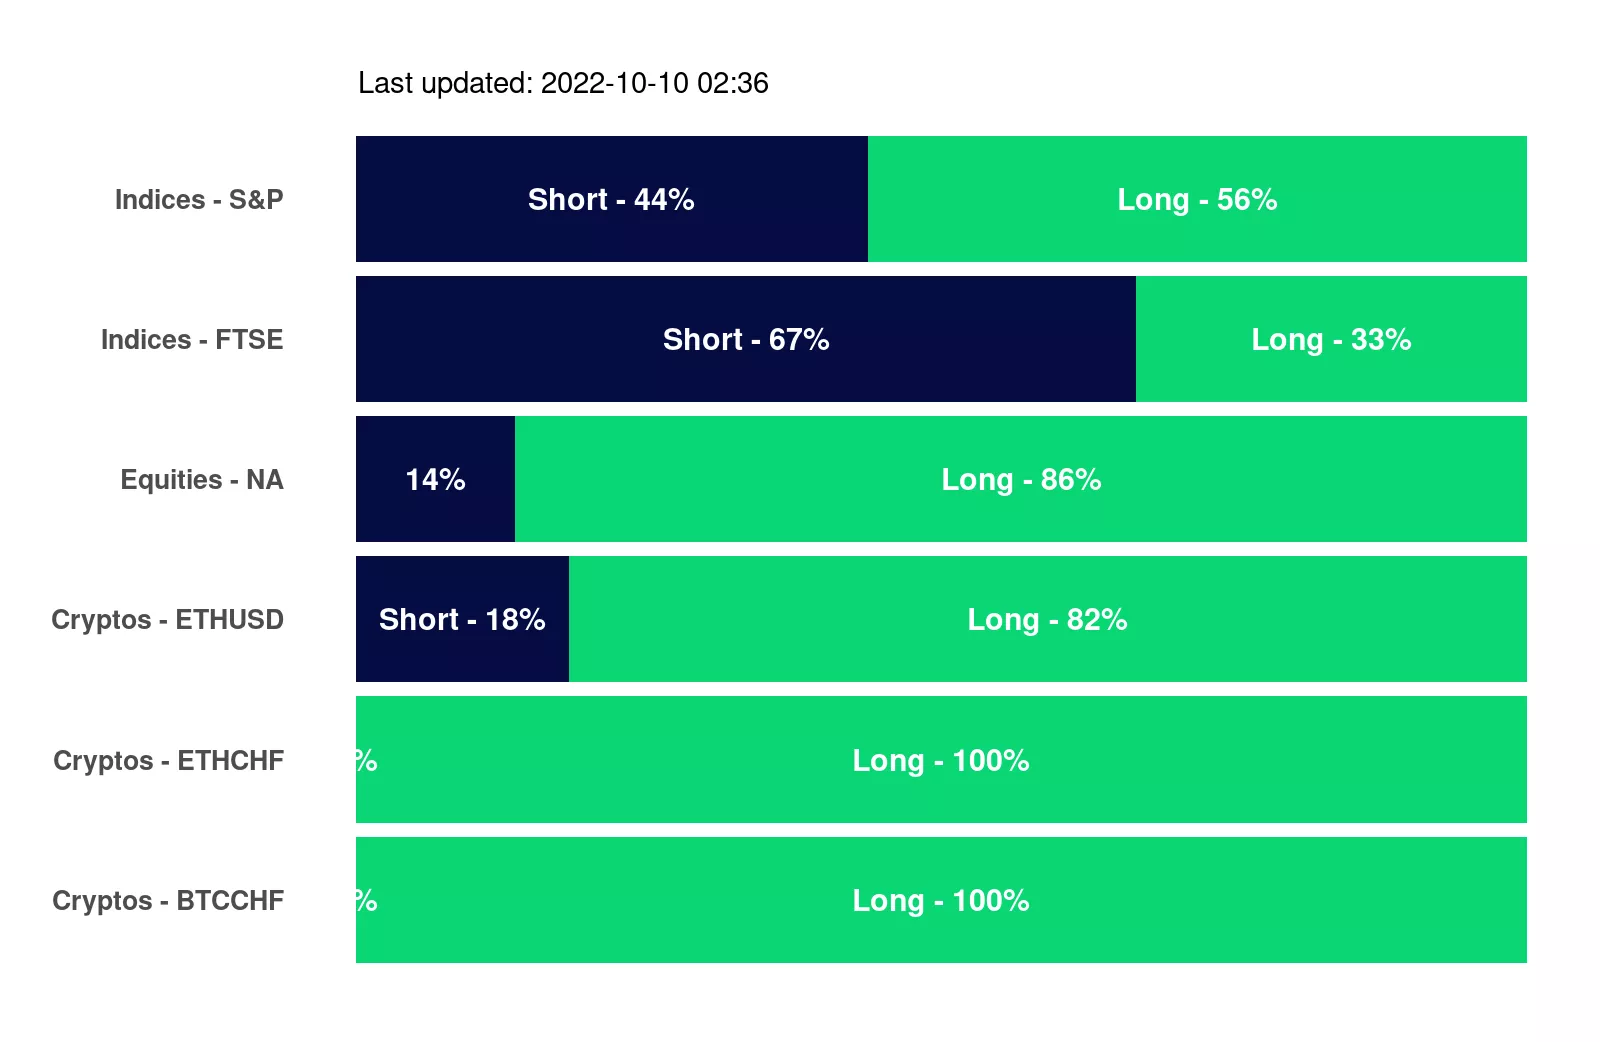 Last updated: 2022-10-10 02:36
Indices - S&P Short - 44% Long - 56%
Indices - FTSE Short - 67% Long - 33%
Equities - NA 14% Long - 86%
Cryptos - ETHUSD Short - 18% Long - 82%
Cryptos - ETHCHF % Long - 100%
Cryptos - BTCCHF % Long - 100%